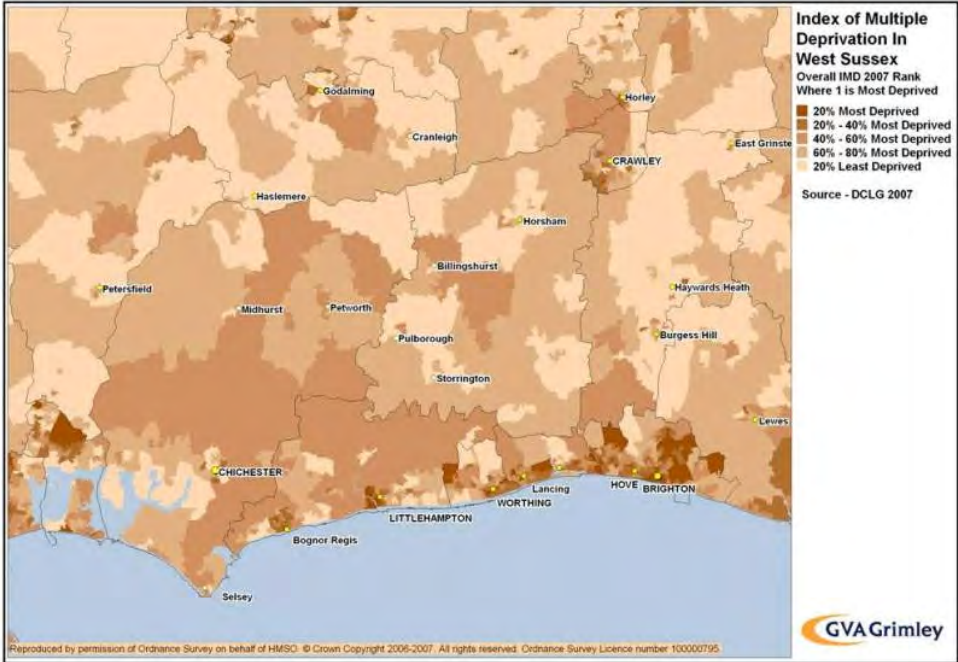 Index of Multiple
Deprivation In
West Sussex
Overall IMD 2007 Rank
Where 1 is Most Deprived
20% Most Deprived
20% - 40% Most Deprived
40% - 60% Most Deprived
60% - 80% Most Deprived
20% Least Deprived
Source - DCLG 2007
Godalming
Horley
Cranleigh
East Grinste
CRAWLEY
Haslemere
Horsham
Billingshurst
Petersfield
Haywards Heath
Midhurst
Petworth
Pulborough
Burgess Hill
Storrington
Lewes
CHICHESTER
Lancing
HOVE
BRIGHTON
WORTHING
LITTLEHAMPTON
Bognor Regis
Selsey
GVA Grimley
Reproduced by permission of Ordnance Survey on behalf of HMSO. © Crown Copyright 2006-2007. All rights reserved. Ordnance Survey Licence number 100000795.